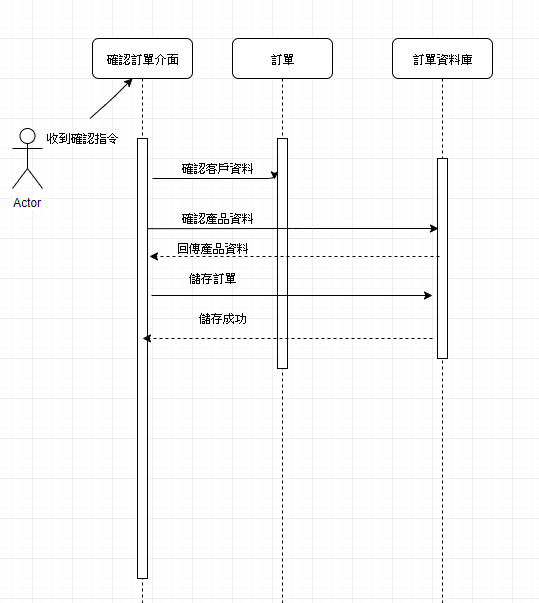 確認訂單介面
訂單
訂單資料庫
收到確認指令
Actor
確認客戶資料
確認產品資料
回傳產品資料
儲存訂單
儲存成功